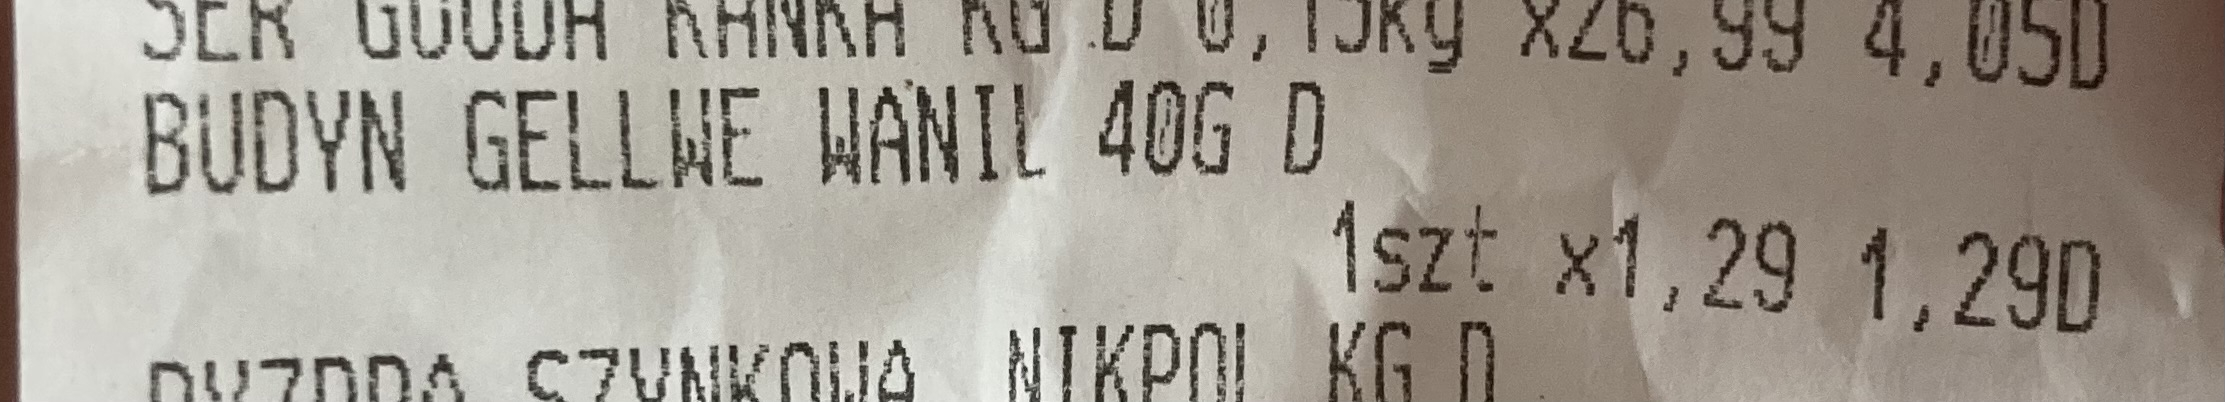 SER GOUDA KANKA KG D 0,15kg x26,99 4,05D
BUDYN GELLWE WANIL 40G D
1szt x1,29 1,29D
SZYNKOWA NIKPOL KG D